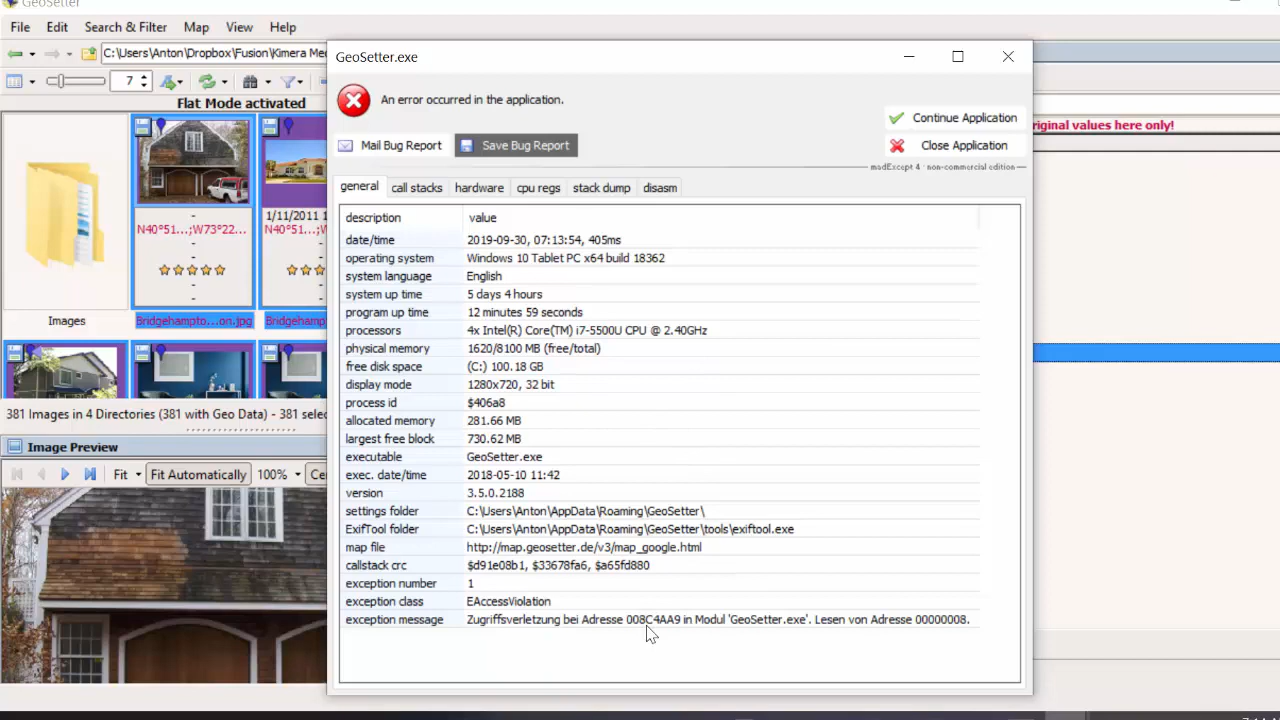 GeoSetter
File Edit Search & Filter Map View Help
C:\Users\Anton\Dropbox\Fusion\Kimera Me
7
Flat Mode activated
-
N40°51...;W73°22...
-
-
1/11/2011 1
N40°51...;W
-
-
Images
Bridgehampto...on.jpg
Bridgehamp
381 Images in 4 Directories (381 with Geo Data) - 381 sele
Image Preview
Fit Fit Automatically 100% Ce
riginal values here only!
GeoSetter.exe
An error occurred in the application.
Continue Application
Mail Bug Report Save Bug Report Close Application
madExcept 4 - non-commercial edition
general call stacks hardware cpu regs stack dump disasm
description value
date/time 2019-09-30, 07:13:54, 405ms
operating system Windows 10 Tablet PC x64 build 18362
system language English
system up time 5 days 4 hours
program up time 12 minutes 59 seconds
processors 4x Intel(R) Core(TM) i7-5500U CPU @ 2.40GHz
physical memory 1620/8100 MB (free/total)
free disk space (C:) 100.18 GB
display mode 1280x720, 32 bit
process id $406a8
allocated memory 281.66 MB
largest free block 730.62 MB
executable GeoSetter.exe
exec. date/time 2018-05-10 11:42
version 3.5.0.2188
settings folder C:\Users\Anton\AppData\Roaming\GeoSetter\
ExifTool folder C:\Users\Anton\AppData\Roaming\GeoSetter\tools\exiftool.exe
map file http://map.geosetter.de/v3/map_google.html
callstack crc $d91e08b1, $33678fa6, $a65fd880
exception number 1
exception class EAccessViolation
exception message Zugriffsverletzung bei Adresse 008C4AA9 in Modul 'GeoSetter.exe'. Lesen von Adresse 00000008.